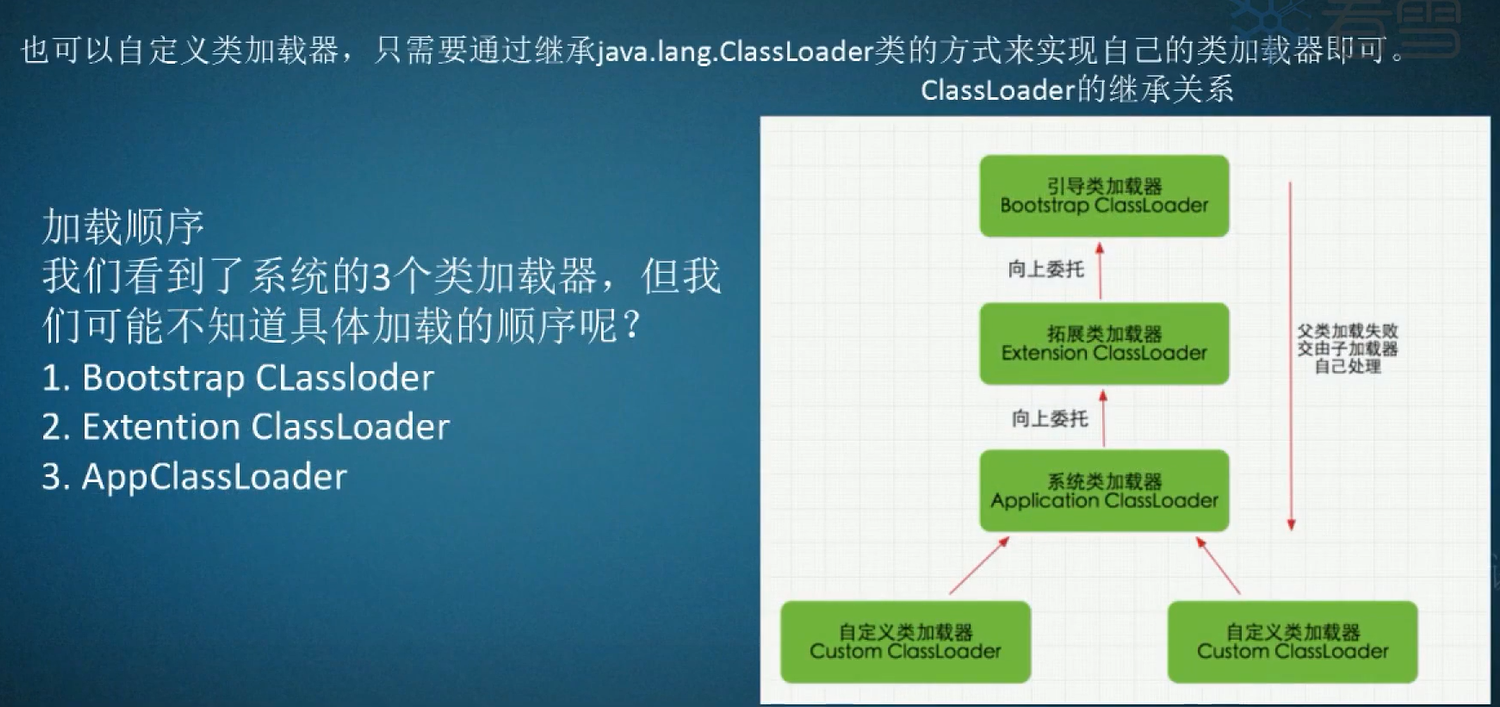 看雪
也可以自定义类加载器，只需要通过继承java.lang.ClassLoader类的方式来实现自己的类加载器即可。
ClassLoader的继承关系
加载顺序
我们看到了系统的3个类加载器，但我
们可能不知道具体加载的顺序呢？
1. Bootstrap CLassloder
2. Extention ClassLoader
3. AppClassLoader
引导类加载器
Bootstrap ClassLoader
向上委托
拓展类加载器
Extension ClassLoader
向上委托
系统类加载器
Application ClassLoader
父类加载失败
交由子加载器
自己处理
自定义类加载器
Custom ClassLoader
自定义类加载器
Custom ClassLoader